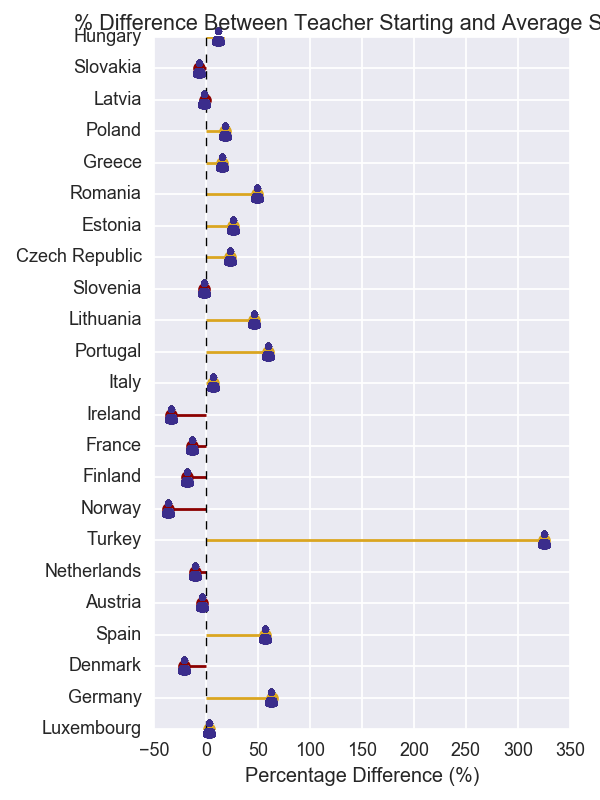 % Difference Between Teacher Starting and Average S
Hungary
Slovakia
Latvia
Poland
Greece
Romania
Estonia
Czech Republic
Slovenia
Lithuania
Portugal
Italy
Ireland
France
Finland
Norway
Turkey
Netherlands
Austria
Spain
Denmark
Germany
Luxembourg
−50 0 50 100 150 200 250 300 350
Percentage Difference (%)